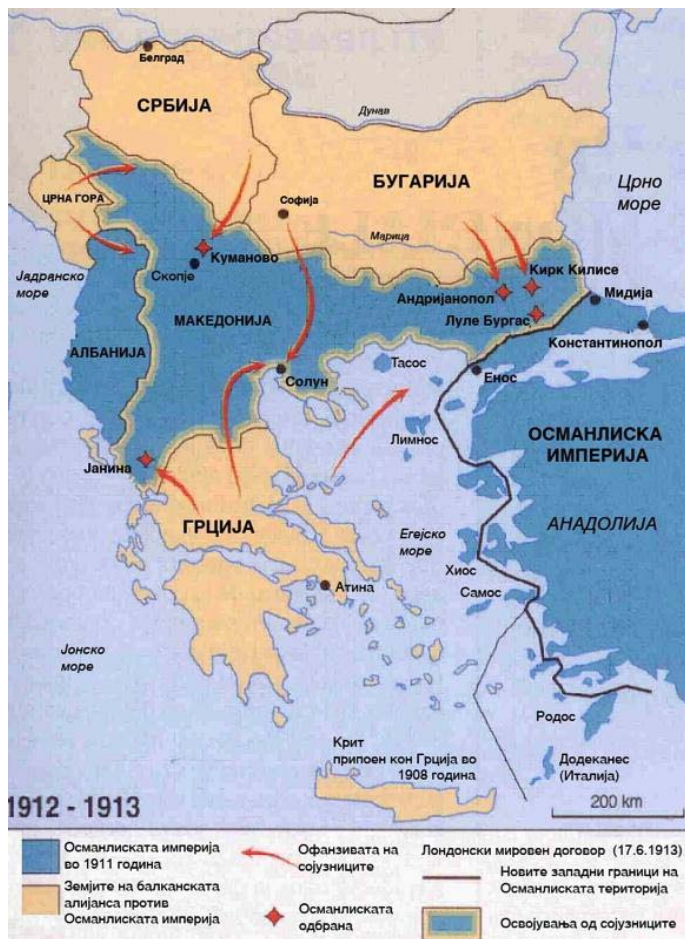 Белград
СРБИЈА
Дунав
БУГАРИЈА
Црно
море
ЦРНА ГОРА
Софија
Марица
Куманово
Скопје
Кирк Килисе
Јадранско
море
Андријанопол
Мидија
МАКЕДОНИЈА
Луле Бургас
АЛБАНИЈА
Константинопол
Тасос
Солун
Енос
Лимнос
ОСМАНЛИСКА
ИМПЕРИЈА
Јанина
ГРЦИЈА
АНАДОЛИЈА
Егејско
море
Хиос
Атина
Самос
Јонско
море
Родос
Крит
припоен кон Грција во
1908 година
Додеканес
(Италија)
1912 - 1913
200 km
Османлиската империја
во 1911 година
Земјите на балканската
алијанса против
Османлиската империја
Офанзивата на
сојузниците
Османлиската
одбрана
Лондонски мировен договор (17.6.1913)
Новите западни граници на
Османлиската територија
Освојувања од сојузниците